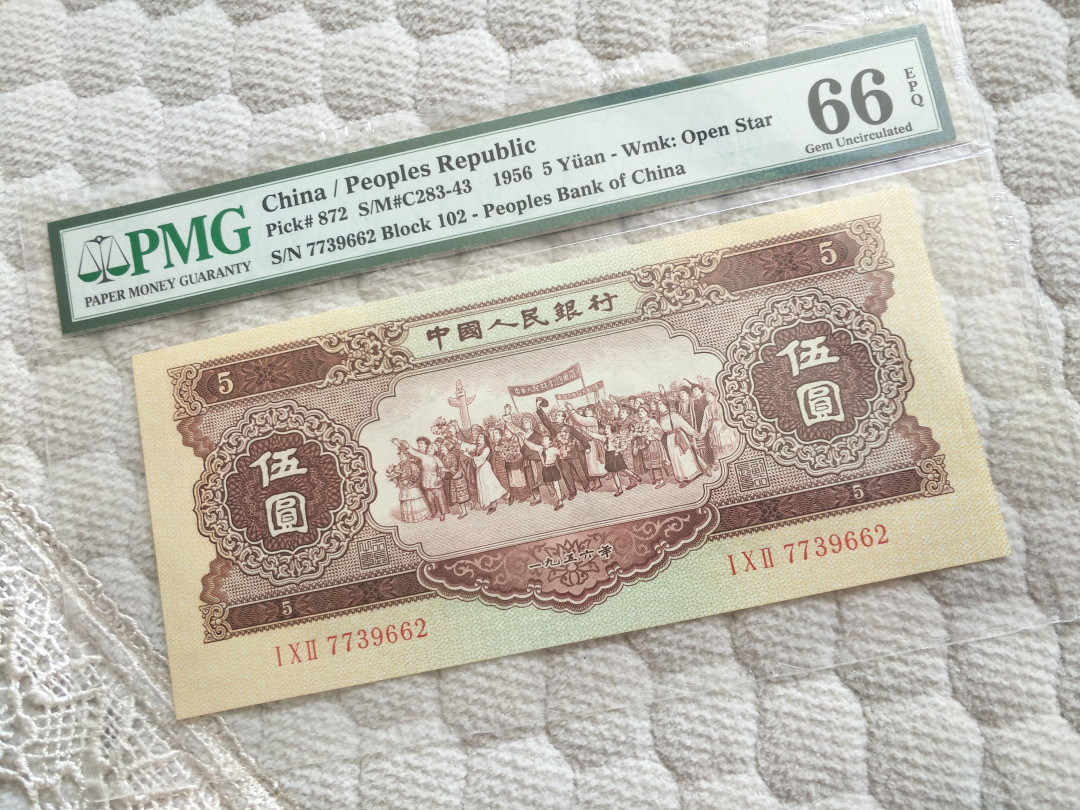 PMG
PAPER MONEY GUARANTY
China / Peoples Republic
Pick# 872 S/M#C283-43 1956 5 Yüan - Wmk: Open Star
S/N 7739662 Block 102 - Peoples Bank of China
66 EPQ
Gem Uncirculated
中國人民銀行
5
5
伍圓
伍圓
5
一九五六年
5
I X II 7739662
I X II 7739662